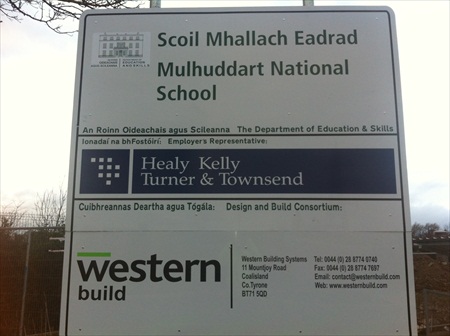 Scoil Mhallach Eadrad
Mulhuddart National
School
An Roinn Oideachais agus Scileanna The Department of Education & Skills
Ionadaí na bhFostóirí: Employer's Representative:
Healy Kelly
Turner & Townsend
Cuibhreannas Deartha agua Tógála: Design and Build Consortium:
western
build
Western Building Systems
11 Mountjoy Road
Coalisland
Co.Tyrone
BT71 5QD
Tel: 0044 (0) 28 8774 0740
Fax: 0044 (0) 28 8774 7697
Email: contact@westernbuild.com
Web: www.westernbuild.com